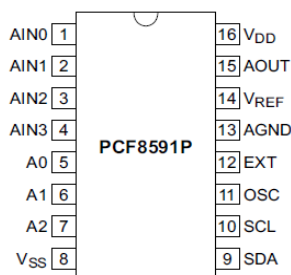 AIN0 1 16 VDD
AIN1 2 15 AOUT
AIN2 3 14 VREF
AIN3 4 13 AGND
PCF8591P
A0 5 12 EXT
A1 6 11 OSC
A2 7 10 SCL
VSS 8 9 SDA